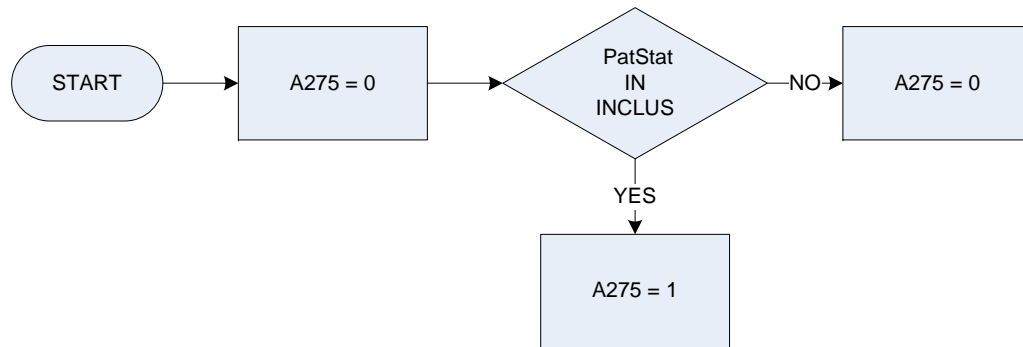 START
A275 = 0
PatStat
IN
INCLUS
NO
A275 = 0
YES
A275 = 1